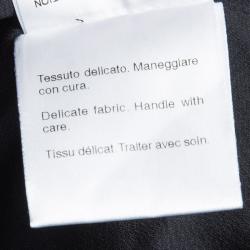 Tessuto delicato. Maneggiare
con cura.
Delicate fabric. Handle with
care.
Tissu délicat Traiter avec soin.